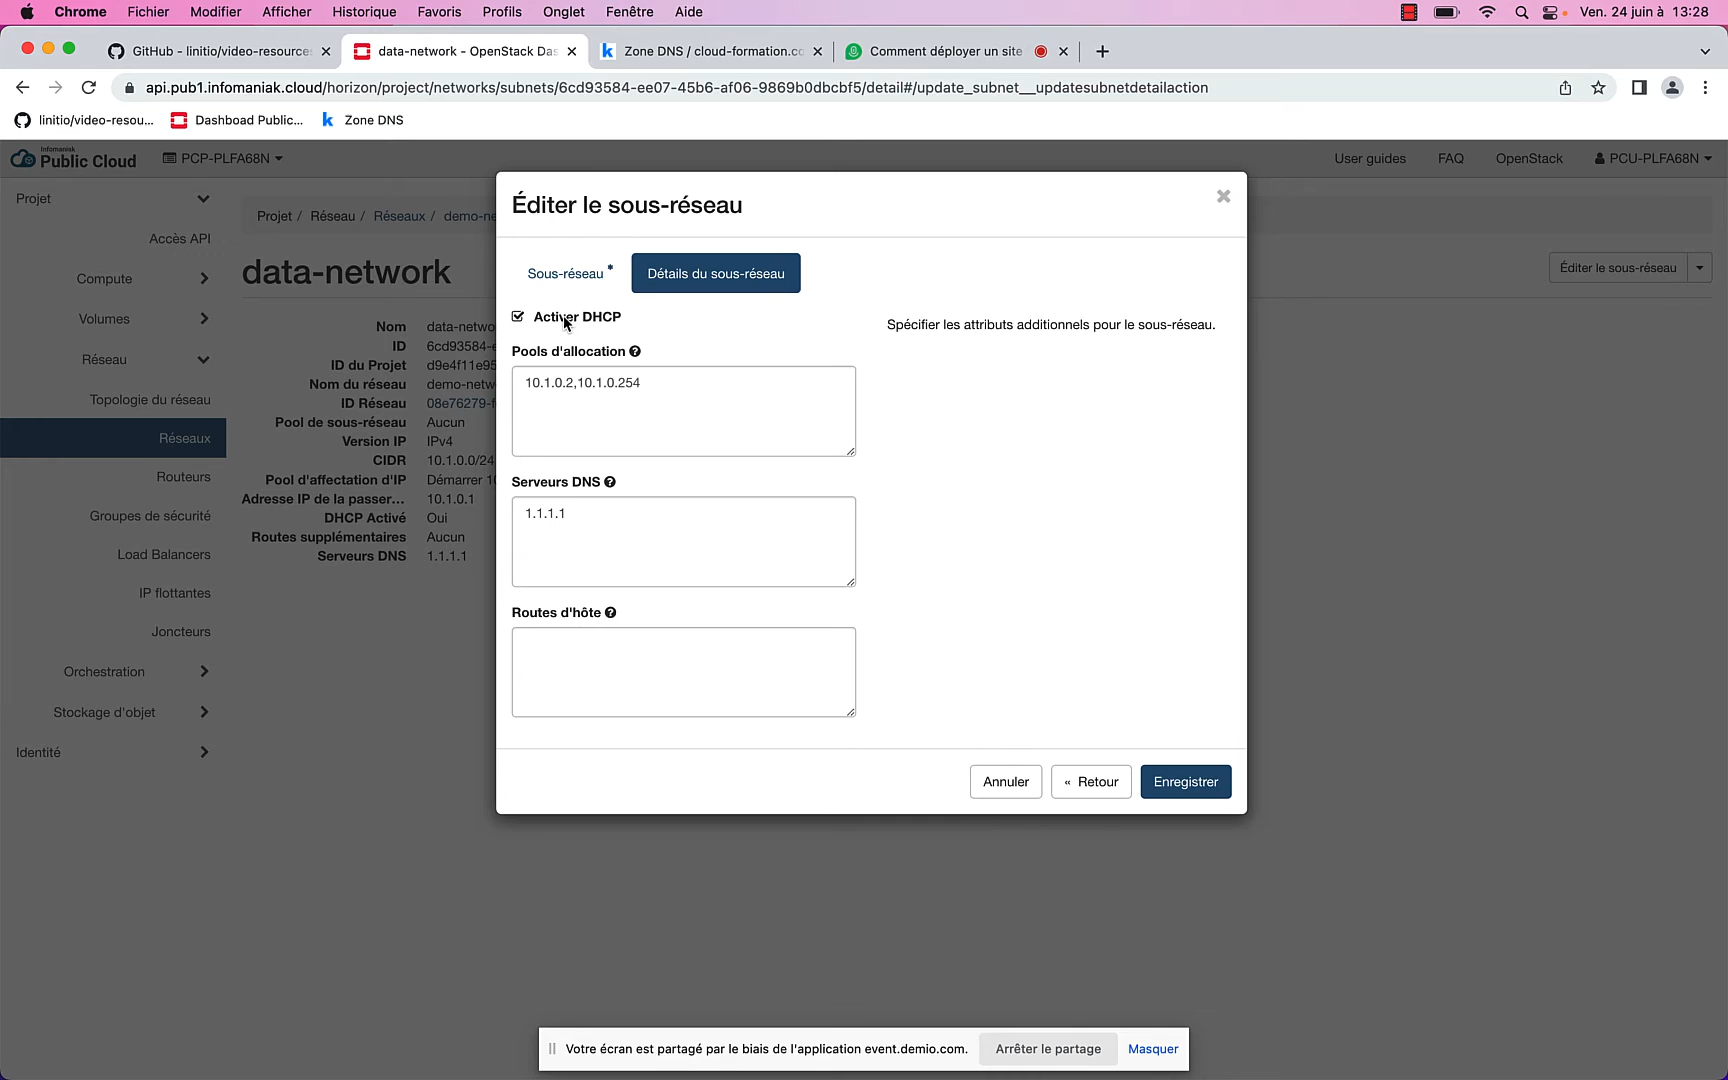 Chrome Fichier Modifier Afficher Historique Favoris Profils Onglet Fenêtre Aide Ven. 24 juin à 13:28
GitHub - linitio/video-resources data-network - OpenStack Das Zone DNS / cloud-formation.co Comment déployer un site
api.pub1.infomaniak.cloud/horizon/project/networks/subnets/6cd93584-ee07-45b6-af06-9869b0dbcbf5/detail#/update_subnet__updatesubnetdetailaction
linitio/video-resou... Dashboad Public... Zone DNS
Infomaniak
Public Cloud PCP-PLFA68N User guides FAQ OpenStack PCU-PLFA68N
Projet
Accès API
Compute
Volumes
Réseau
Topologie du réseau
Réseaux
Routeurs
Groupes de sécurité
Load Balancers
IP flottantes
Joncteurs
Orchestration
Stockage d'objet
Identité
Projet / Réseau / Réseaux / demo-ne
data-network
Éditer le sous-réseau
Nom data-netwo
ID 6cd93584-e
ID du Projet d9e4f11e95
Nom du réseau demo-netw
ID Réseau 08e76279-f
Pool de sous-réseau Aucun
Version IP IPv4
CIDR 10.1.0.0/24
Pool d'affectation d'IP Démarrer 10
Adresse IP de la passer... 10.1.0.1
DHCP Activé Oui
Routes supplémentaires Aucun
Serveurs DNS 1.1.1.1
Éditer le sous-réseau
Sous-réseau * Détails du sous-réseau
Activer DHCP
Spécifier les attributs additionnels pour le sous-réseau.
Pools d'allocation
10.1.0.2,10.1.0.254
Serveurs DNS
1.1.1.1
Routes d'hôte
Annuler « Retour Enregistrer
Votre écran est partagé par le biais de l'application event.demio.com. Arrêter le partage Masquer